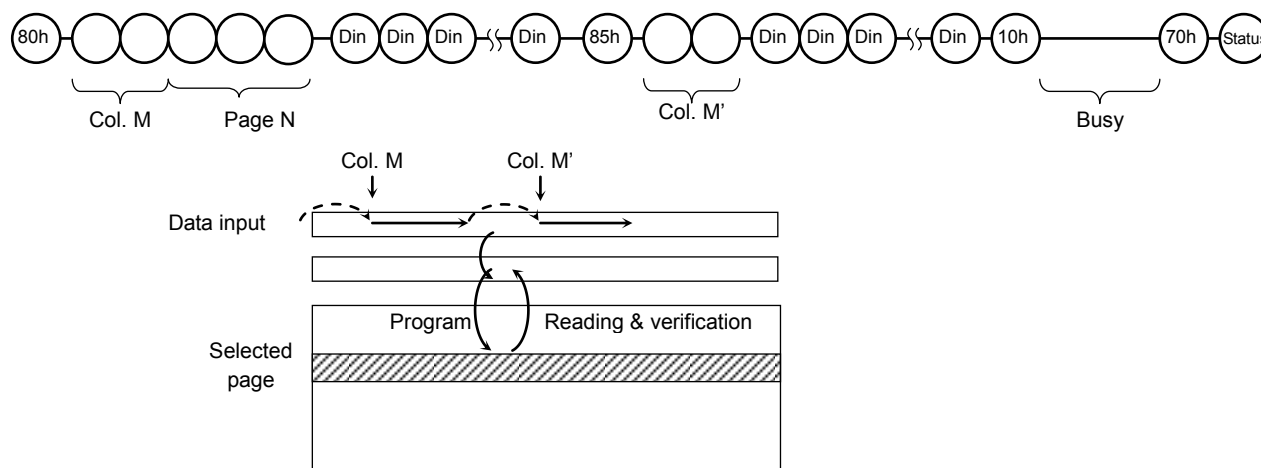 80h Din Din Din Din 85h Din Din Din Din 10h 70h Status
Col. M Page N Col. M’ Busy
Col. M Col. M’
Data input
Program Reading & verification
Selected
page